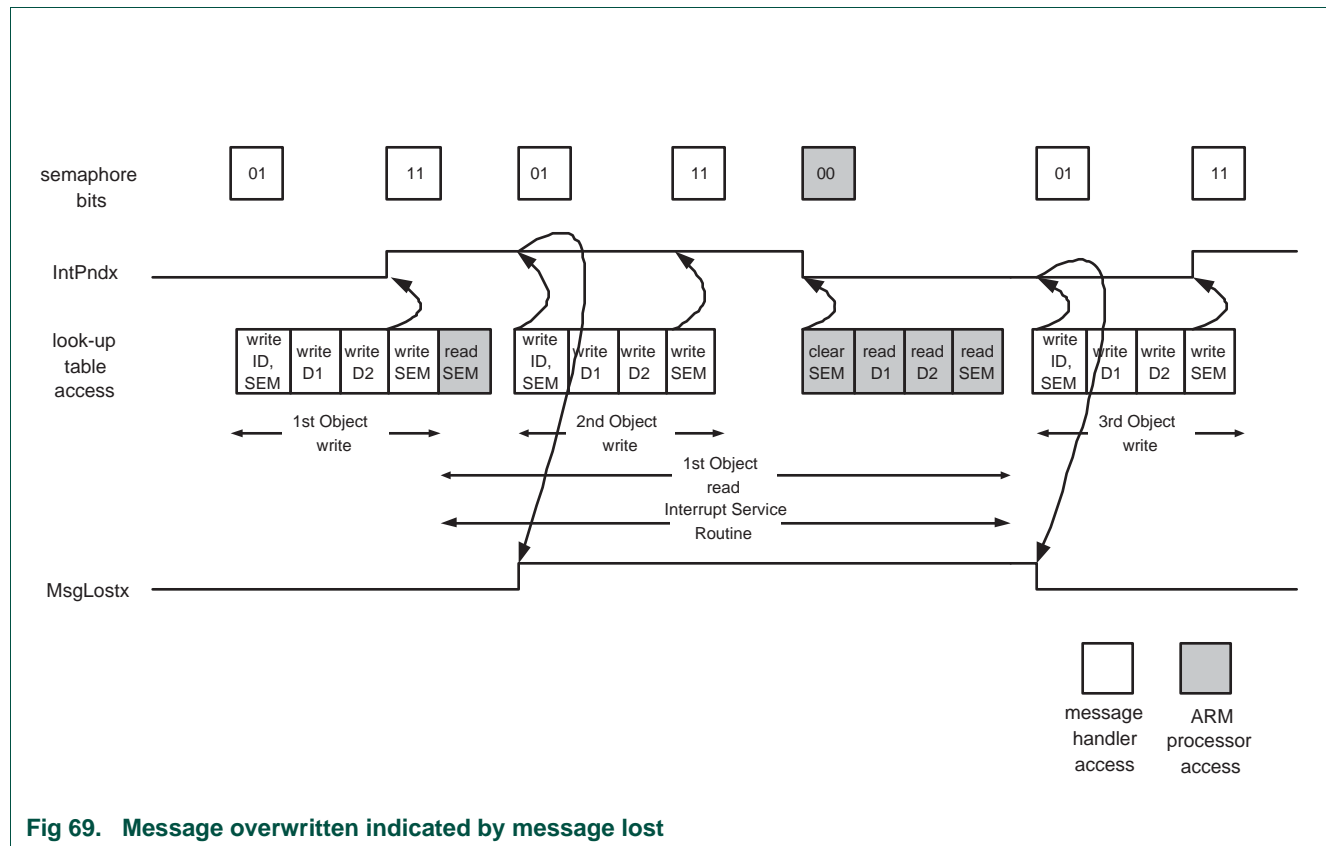 semaphore
bits
01
11
01
11
00
01
11
IntPndx
look-up
table
access
write
ID,
SEM
write
D1
write
D2
write
SEM
read
SEM
write
ID,
SEM
write
D1
write
D2
write
SEM
clear
SEM
read
D1
read
D2
read
SEM
write
ID,
SEM
write
D1
write
D2
write
SEM
1st Object
write
2nd Object
write
3rd Object
write
1st Object
read
Interrupt Service
Routine
MsgLostx
message
handler
access
ARM
processor
access
Fig 69. Message overwritten indicated by message lost